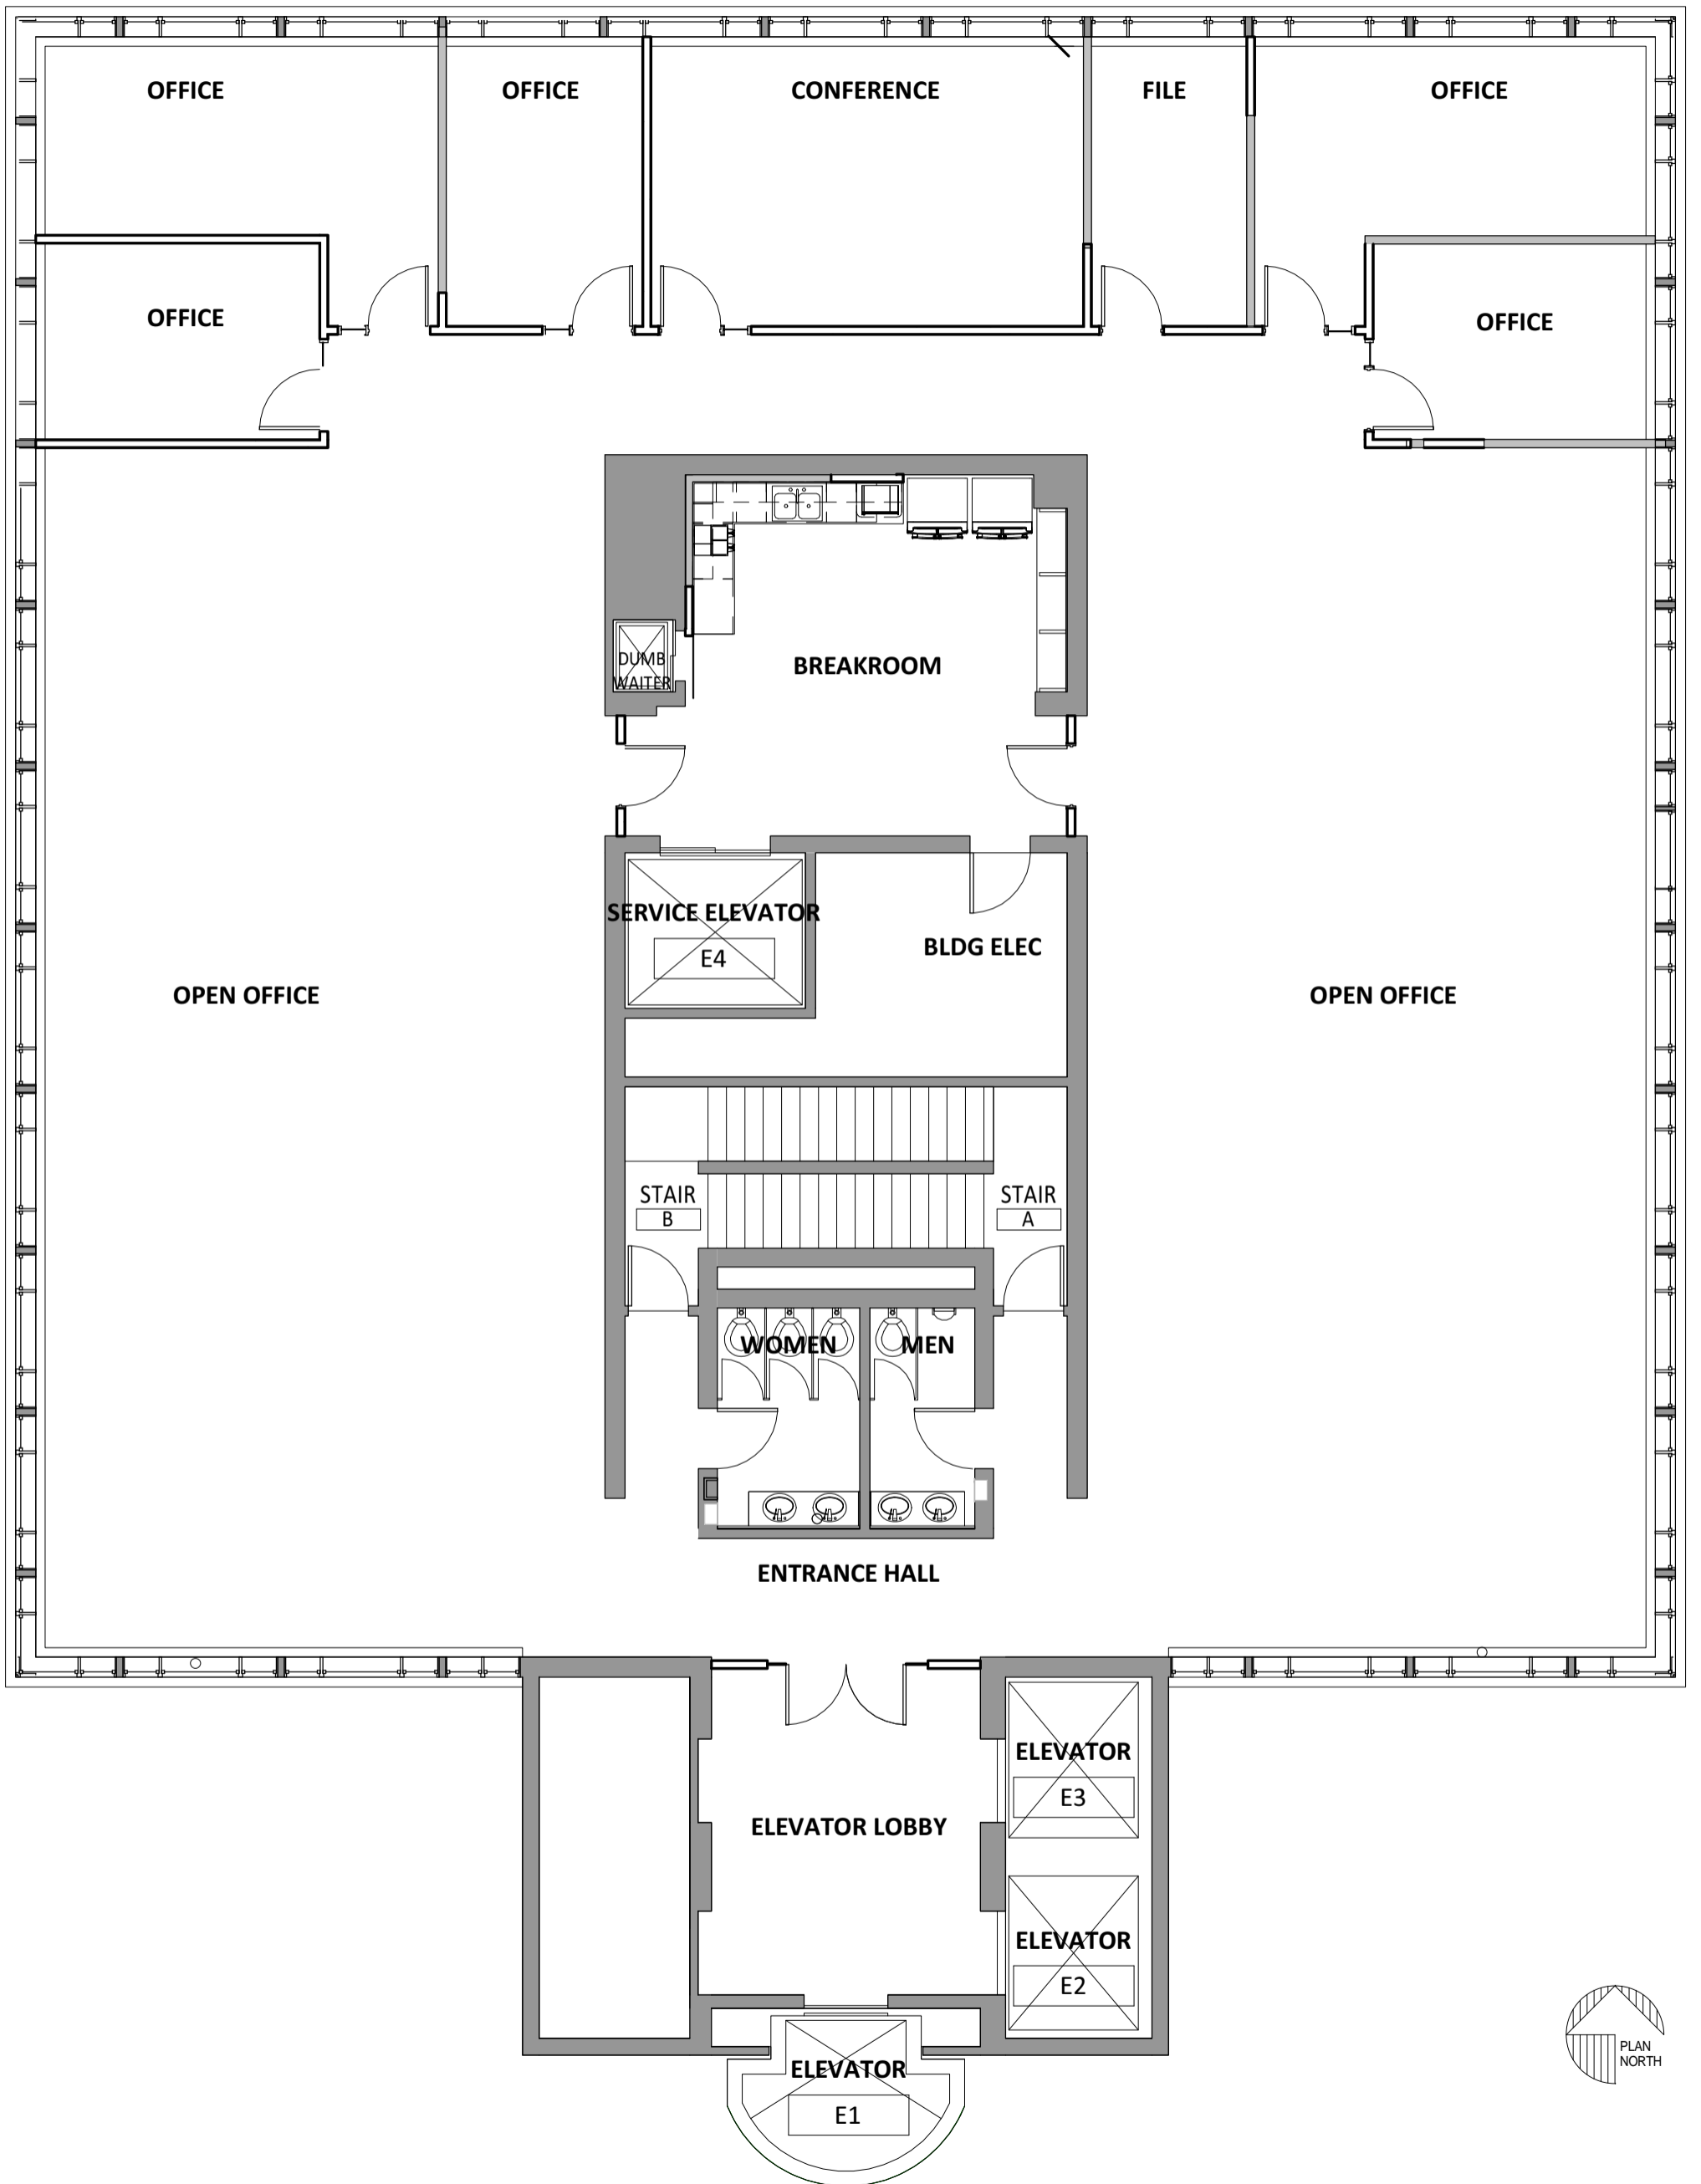 OFFICE
OFFICE
CONFERENCE
FILE
OFFICE
OFFICE
OFFICE
DUMB
WAITER
BREAKROOM
SERVICE ELEVATOR
E4
BLDG ELEC
OPEN OFFICE
OPEN OFFICE
STAIR
B
STAIR
A
WOMEN
MEN
ENTRANCE HALL
ELEVATOR
E3
ELEVATOR LOBBY
ELEVATOR
E2
PLAN
NORTH
ELEVATOR
E1